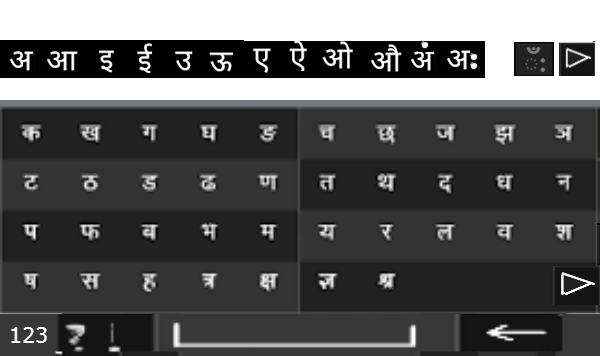 अ आ इ ई उ ऊ ए ऐ ओ औ अं अः
क ख ग घ ङ च छ ज झ ञ
ट ठ ड ढ ण त थ द ध न
प फ ब भ म य र ल व श
ष स ह त्र क्ष ज्ञ श्र
123 ? !